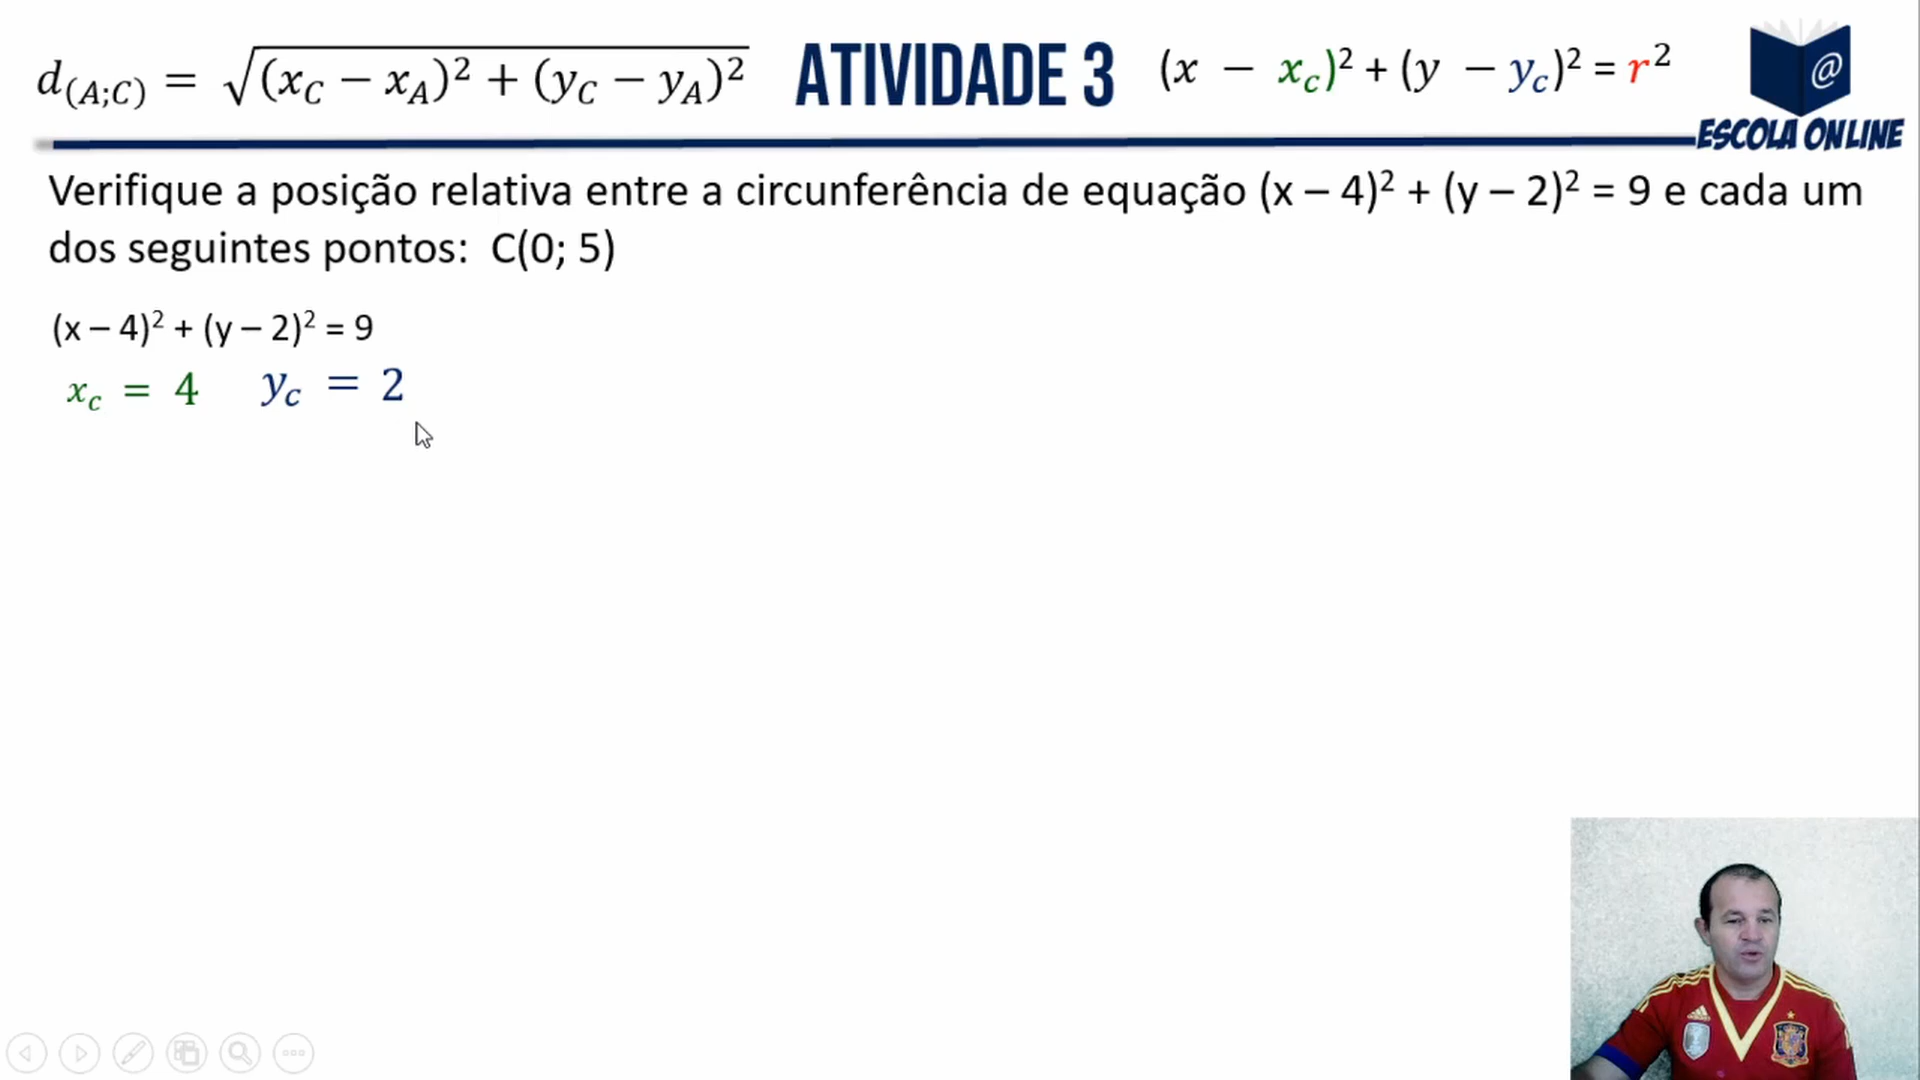 d(A;C) = √(xC − xA)² + (yC − yA)²
ATIVIDADE 3
(x − xc)² + (y − yc)² = r²
@
ESCOLA ONLINE
Verifique a posição relativa entre a circunferência de equação (x – 4)² + (y – 2)² = 9 e cada um
dos seguintes pontos: C(0; 5)
(x – 4)² + (y – 2)² = 9
xc = 4 yc = 2